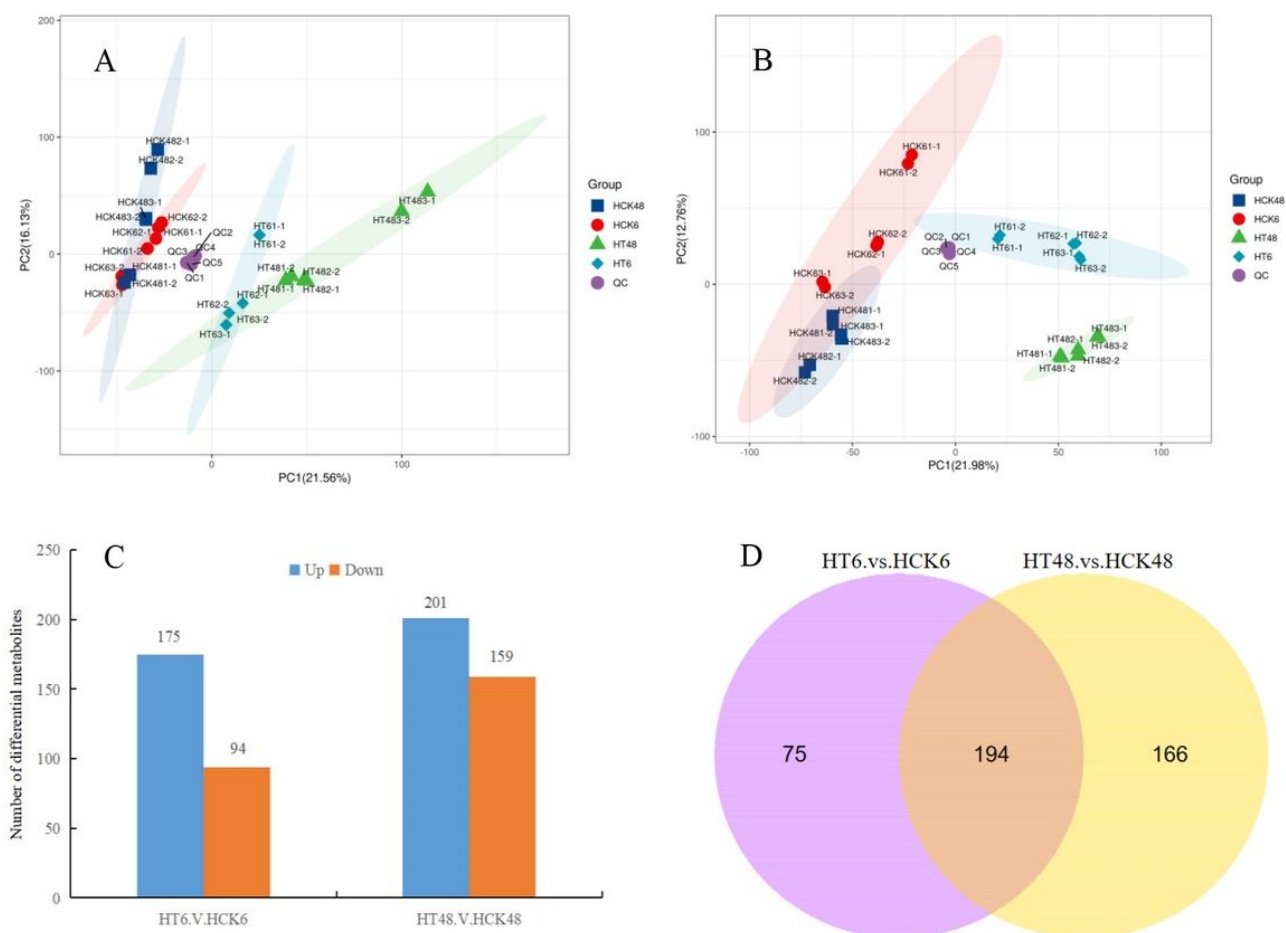 A
200
100
0
-100
PC2(16.13%)
HCK482-1
HCK482-2
HCK483-1
HCK483-2
HCK62-2
HCK62-1
HCK61-1
HCK61-2
QC2
QC3
QC4
QC5
QC1
HCK63-2
HCK481-1
HCK481-2
HCK63-1
HT61-1
HT61-2
HT483-1
HT483-2
HT481-2
HT482-2
HT481-1
HT482-1
HT62-1
HT62-2
HT63-2
HT63-1
0
100
PC1(21.56%)
Group
HCK48
HCK6
HT48
HT6
QC
B
200
100
0
-100
PC2(12.76%)
HCK61-1
HCK61-2
HCK62-2
HCK62-1
HCK63-1
HCK63-2
HCK481-1
HCK481-2
HCK483-1
HCK483-2
HCK482-1
HCK482-2
QC2
QC1
QC3
QC4
QC5
HT61-2
HT61-1
HT62-1
HT62-2
HT63-1
HT63-2
HT483-1
HT482-1
HT481-1
HT483-2
HT482-2
HT481-2
-100
-50
0
50
100
PC1(21.98%)
Group
HCK48
HCK6
HT48
HT6
QC
C
Up Down
Number of differential metabolites
250
200
150
100
50
0
175
94
201
159
HT6.V.HCK6
HT48.V.HCK48
D
HT6.vs.HCK6
HT48.vs.HCK48
75
194
166